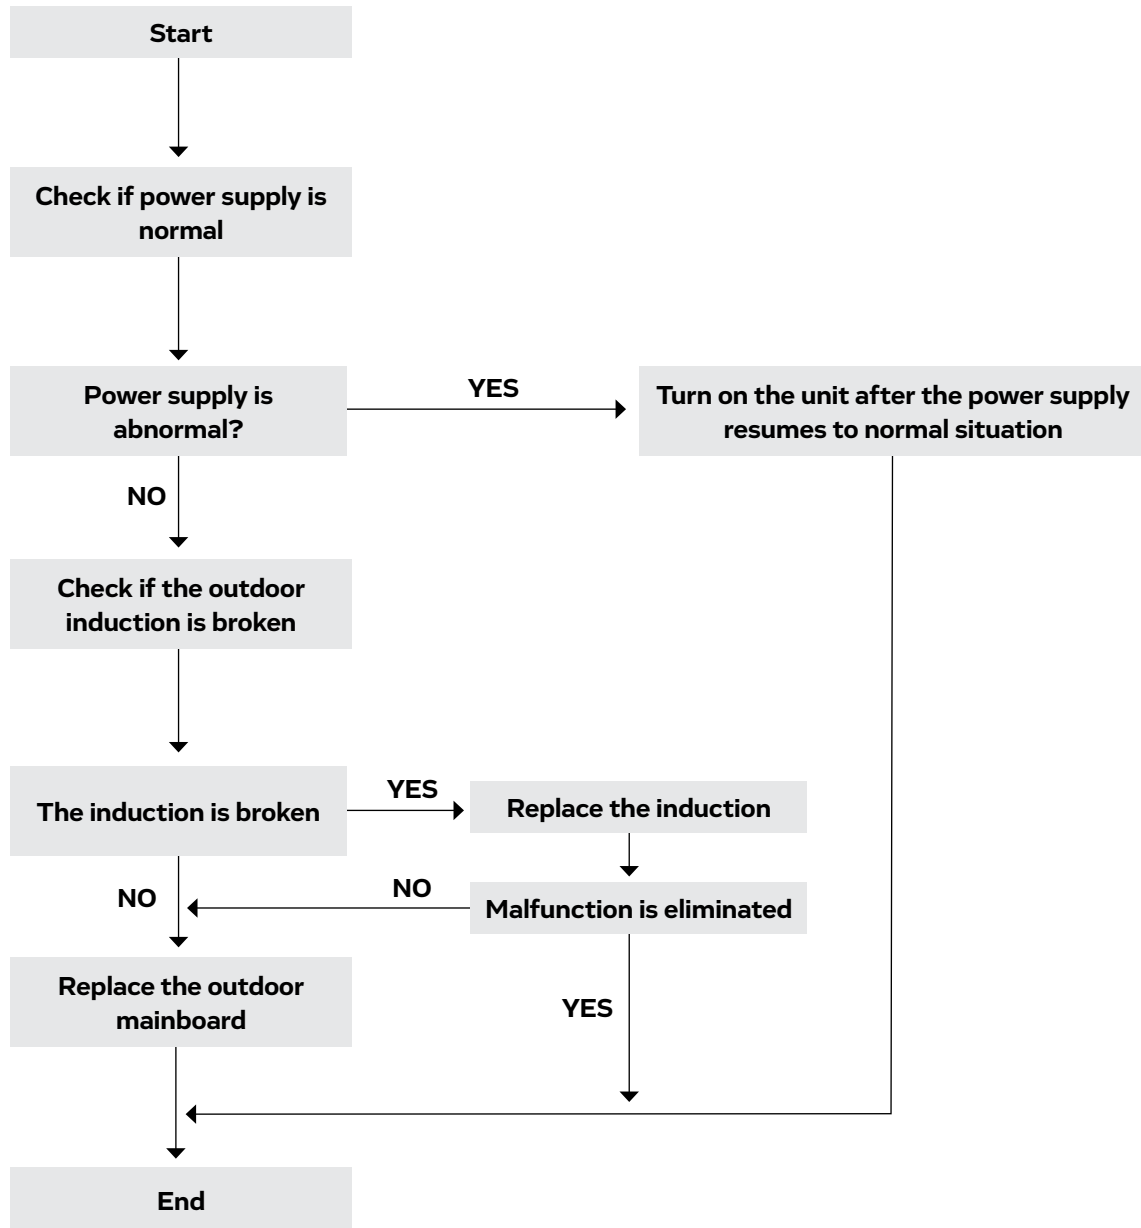 Start
Check if power supply is
normal
Power supply is
abnormal?
YES
Turn on the unit after the power supply
resumes to normal situation
NO
Check if the outdoor
induction is broken
The induction is broken
YES
Replace the induction
NO
NO
Malfunction is eliminated
Replace the outdoor
mainboard
YES
End